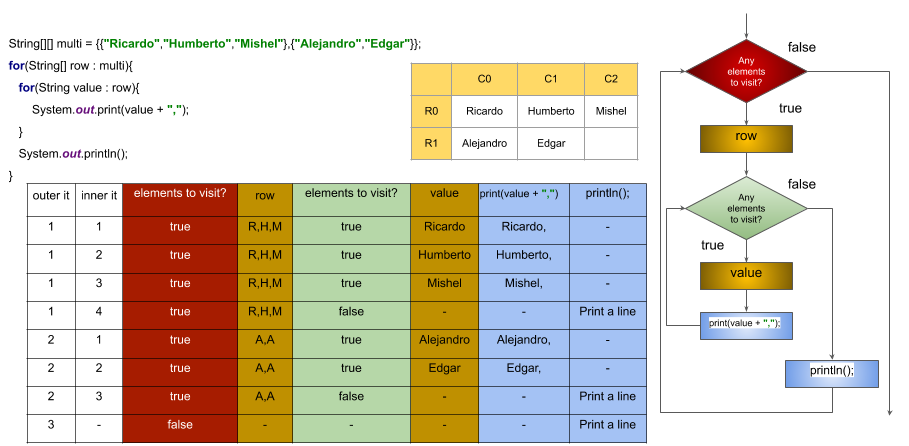 String[][] multi = {{"Ricardo","Humberto","Mishel"},{"Alejandro","Edgar"}};
for(String[] row : multi){
for(String value : row){
System.out.print(value + ",");
}
System.out.println();
}
C0 C1 C2
R0 Ricardo Humberto Mishel
R1 Alejandro Edgar
outer it inner it elements to visit? row elements to visit? value print(value + ",") println();
1 1 true R,H,M true Ricardo Ricardo, -
1 2 true R,H,M true Humberto Humberto, -
1 3 true R,H,M true Mishel Mishel, -
1 4 true R,H,M false - - Print a line
2 1 true A,A true Alejandro Alejandro, -
2 2 true A,A true Edgar Edgar, -
2 3 true A,A false - - Print a line
3 - false - - - - Print a line
false
Any
elements
to visit?
true
row
false
Any
elements
to visit?
true
value
print(value + ",");
println();